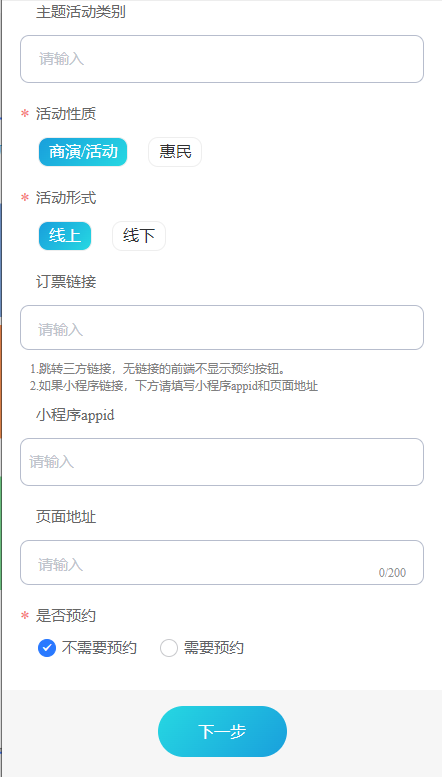 主题活动类别
请输入
* 活动性质
商演/活动 惠民
* 活动形式
线上 线下
订票链接
请输入
1.跳转三方链接，无链接的前端不显示预约按钮。
2.如果小程序链接，下方请填写小程序appid和页面地址
小程序appid
请输入
页面地址
请输入
0/200
* 是否预约
不需要预约 需要预约
下一步